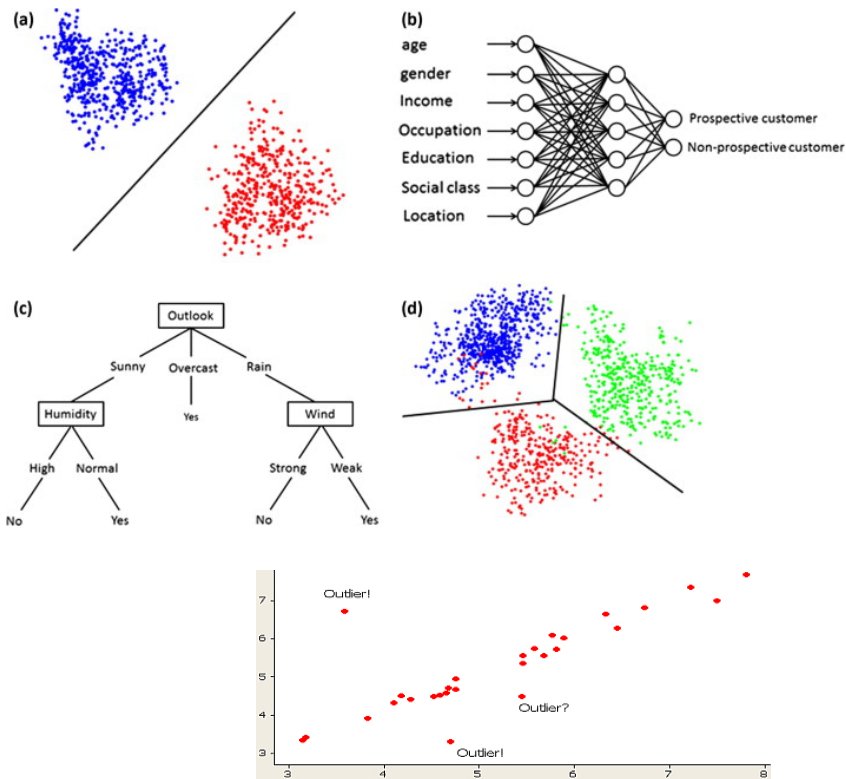 (a)
(b)
age
gender
Income
Occupation
Education
Social class
Location
Prospective customer
Non-prospective customer
(c)
Outlook
Sunny Overcast Rain
Humidity Yes Wind
High Normal Strong Weak
No Yes No Yes
(d)
7
6
5
4
3
Outlier!
Outlier?
Outlier!
3 4 5 6 7 8